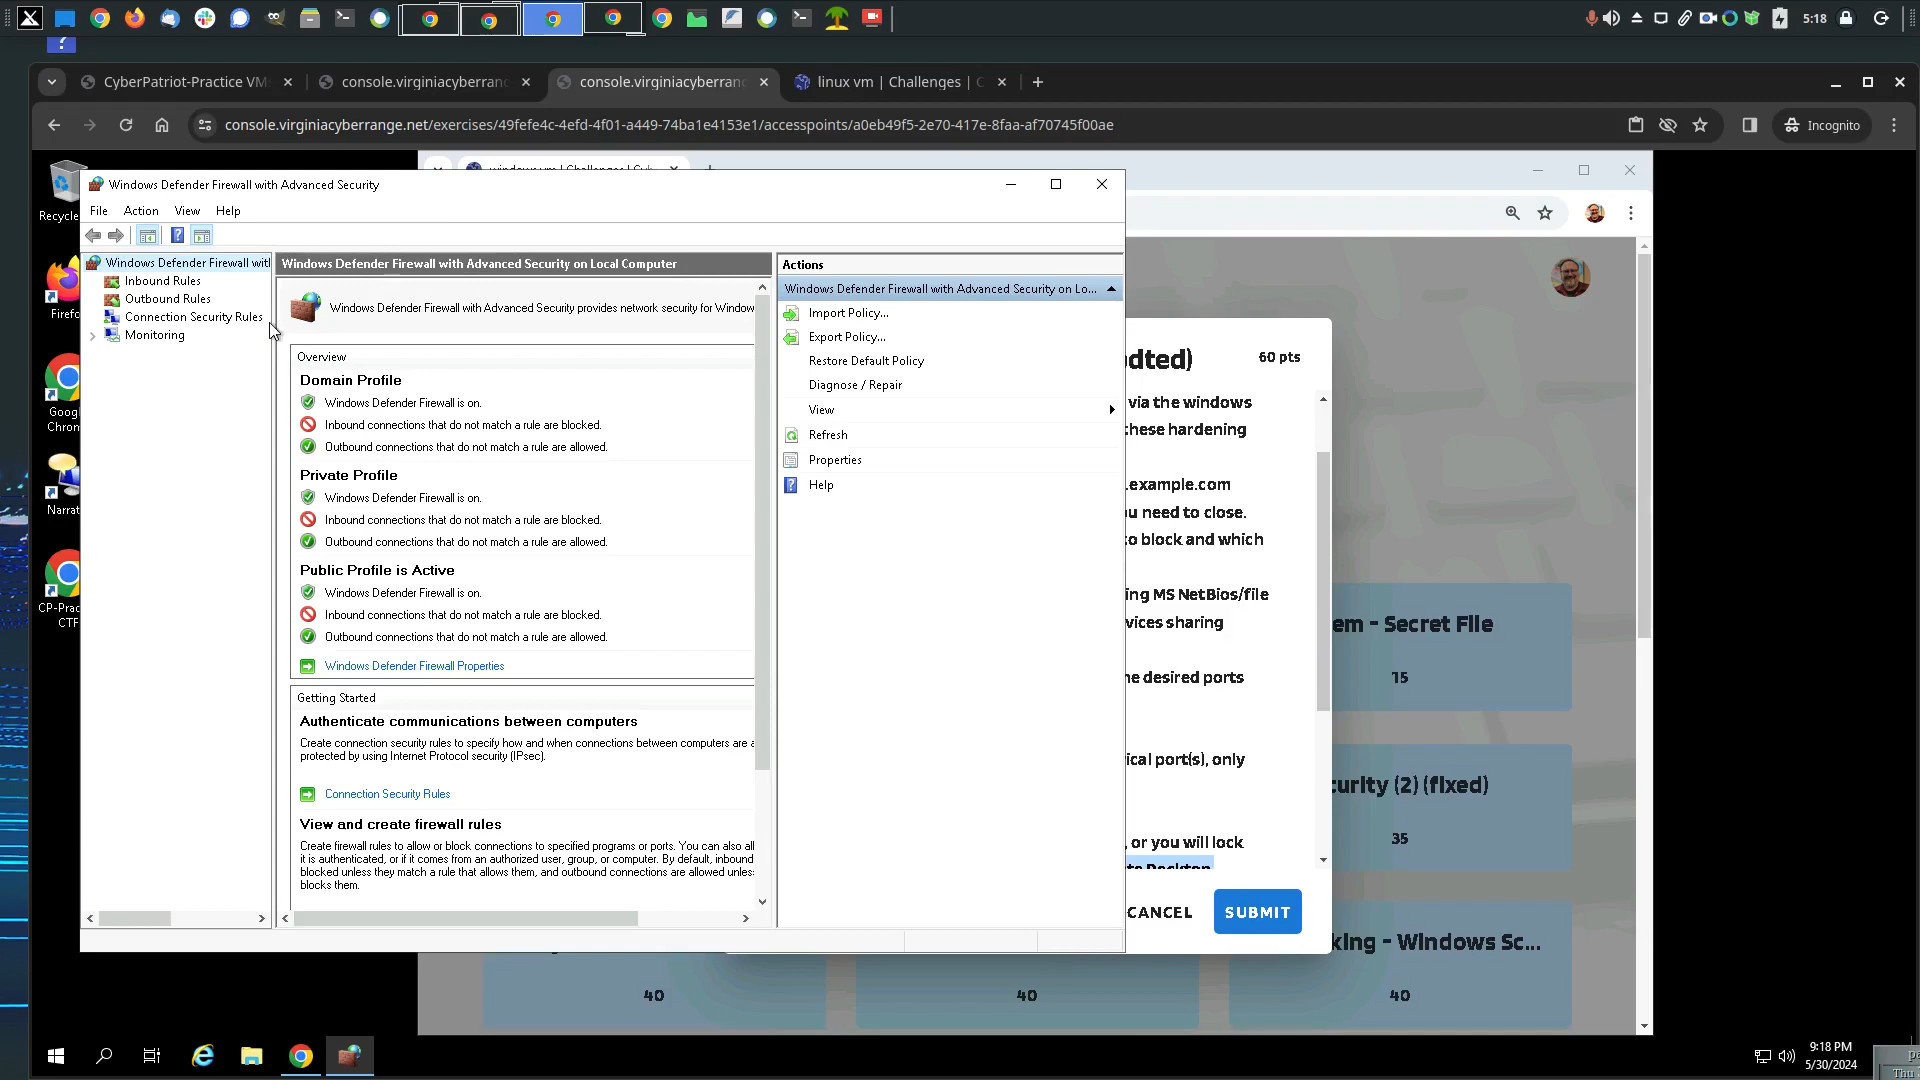 5:18
CyberPatriot-Practice VMs
console.virginiacyberrang
console.virginiacyberrang
linux vm | Challenges | C
console.virginiacyberrange.net/exercises/49fefe4c-4efd-4f01-a449-74ba1e4153e1/accesspoints/a0eb49f5-2e70-417e-8faa-af70745f00ae
Incognito
Recycle
Firefo
Googl
Chron
Narrat
CP-Prac
CTF
Windows Defender Firewall with Advanced Security
File Action View Help
Windows Defender Firewall with
Inbound Rules
Outbound Rules
Connection Security Rules
Monitoring
Windows Defender Firewall with Advanced Security on Local Computer
Windows Defender Firewall with Advanced Security provides network security for Window
Overview
Domain Profile
Windows Defender Firewall is on.
Inbound connections that do not match a rule are blocked.
Outbound connections that do not match a rule are allowed.
Private Profile
Windows Defender Firewall is on.
Inbound connections that do not match a rule are blocked.
Outbound connections that do not match a rule are allowed.
Public Profile is Active
Windows Defender Firewall is on.
Inbound connections that do not match a rule are blocked.
Outbound connections that do not match a rule are allowed.
Windows Defender Firewall Properties
Getting Started
Authenticate communications between computers
Create connection security rules to specify how and when connections between computers are a
protected by using Internet Protocol security (IPsec).
Connection Security Rules
View and create firewall rules
Create firewall rules to allow or block connections to specified programs or ports. You can also all
it is authenticated, or if it comes from an authorized user, group, or computer. By default, inbound
blocked unless they match a rule that allows them, and outbound connections are allowed unles
blocks them.
Actions
Windows Defender Firewall with Advanced Security on Lo...
Import Policy...
Export Policy...
Restore Default Policy
Diagnose / Repair
View
Refresh
Properties
Help
dted)
60 pts
via the windows
these hardening
.example.com
u need to close.
to block and which
ing MS NetBios/file
vices sharing
he desired ports
ical port(s), only
, or you will lock
CANCEL
SUBMIT
em - Secret File
15
curity (2) (fixed)
35
king - Windows Sc...
40
40
40
9:18 PM
5/30/2024
Thu